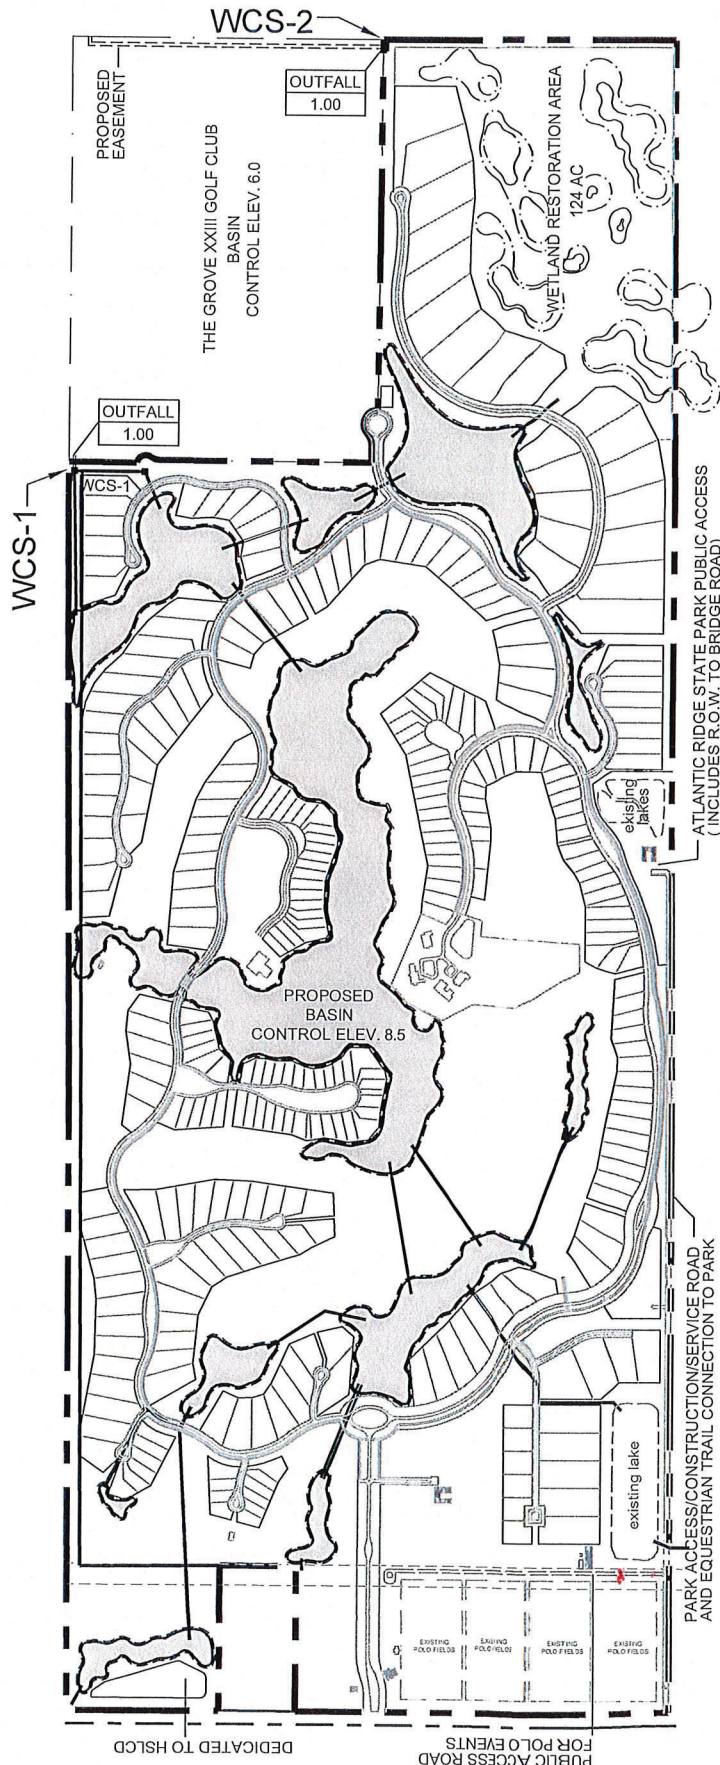 WCS-2
PROPOSED
EASEMENT
OUTFALL
1.00
THE GROVE XXIII GOLF CLUB
BASIN
CONTROL ELEV. 6.0
WETLAND RESTORATION AREA
124 AC
OUTFALL
1.00
WCS-1
WCS-1
ATLANTIC RIDGE STATE PARK PUBLIC ACCESS
( INCLUDES R.O.W. TO BRIDGE ROAD)
existing
lakes
PROPOSED
BASIN
CONTROL ELEV. 8.5
PARK ACCESS/CONSTRUCTION/SERVICE ROAD
AND EQUESTRIAN TRAIL CONNECTION TO PARK
existing lake
EXISTING
POLO FIELDS
EXISTING
POLO FIELDS
EXISTING
POLO FIELDS
EXISTING
POLO FIELDS
DEDICATED TO HSLCD
PUBLIC ACCESS ROAD
FOR POLO EVENTS